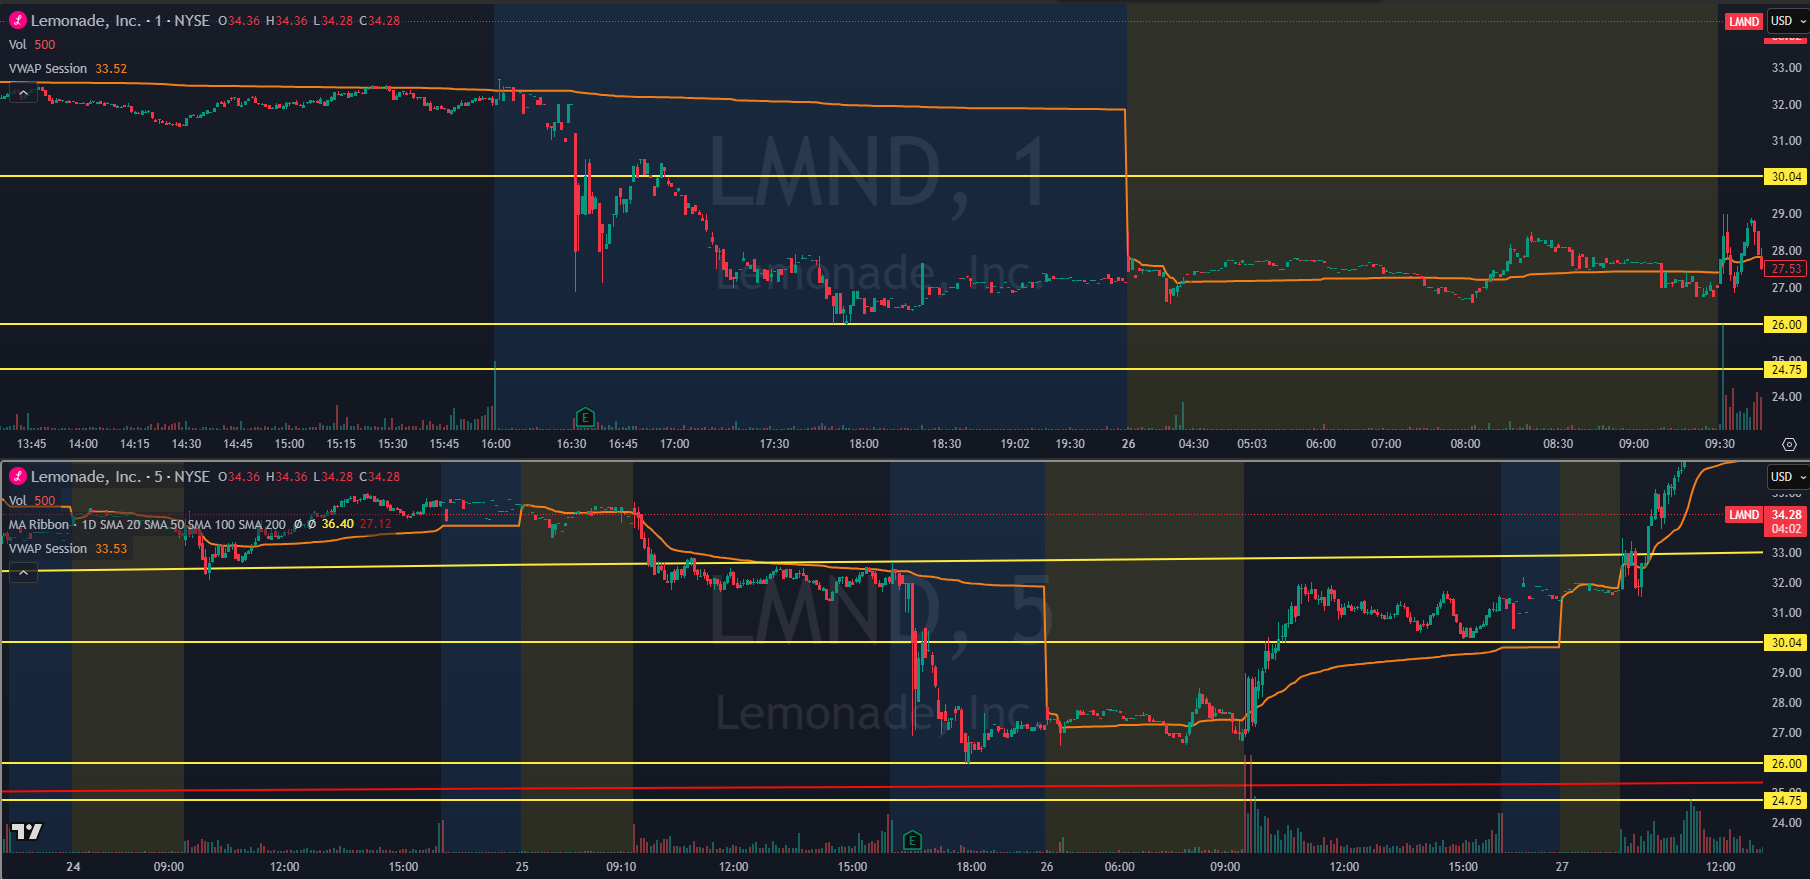 Lemonade, Inc. · 1 · NYSE O34.36 H34.36 L34.28 C34.28
LMND
USD
Vol 500
VWAP Session 33.52
33.00
32.00
31.00
30.04
29.00
28.00
27.53
27.00
26.00
25.00
24.75
24.00
LMND, 1
Lemonade, Inc.
E
13:45 14:00 14:15 14:30 14:45 15:00 15:15 15:30 15:45 16:00 16:30 16:45 17:00 17:30 18:00 18:30 19:02 19:30 26 04:30 05:03 06:00 07:00 08:00 08:30 09:00 09:30
Lemonade, Inc. · 5 · NYSE O34.36 H34.36 L34.28 C34.28
USD
Vol 500
MA Ribbon · 1D SMA 20 SMA 50 SMA 100 SMA 200 Ø Ø 36.40 27.12
VWAP Session 33.53
LMND 34.28
04:02
33.00
32.00
31.00
30.04
29.00
28.00
27.00
26.00
25.00
24.75
24.00
LMND, 5
Lemonade, Inc.
E
24 09:00 12:00 15:00 25 09:10 12:00 15:00 18:00 26 06:00 09:00 12:00 15:00 27 12:00